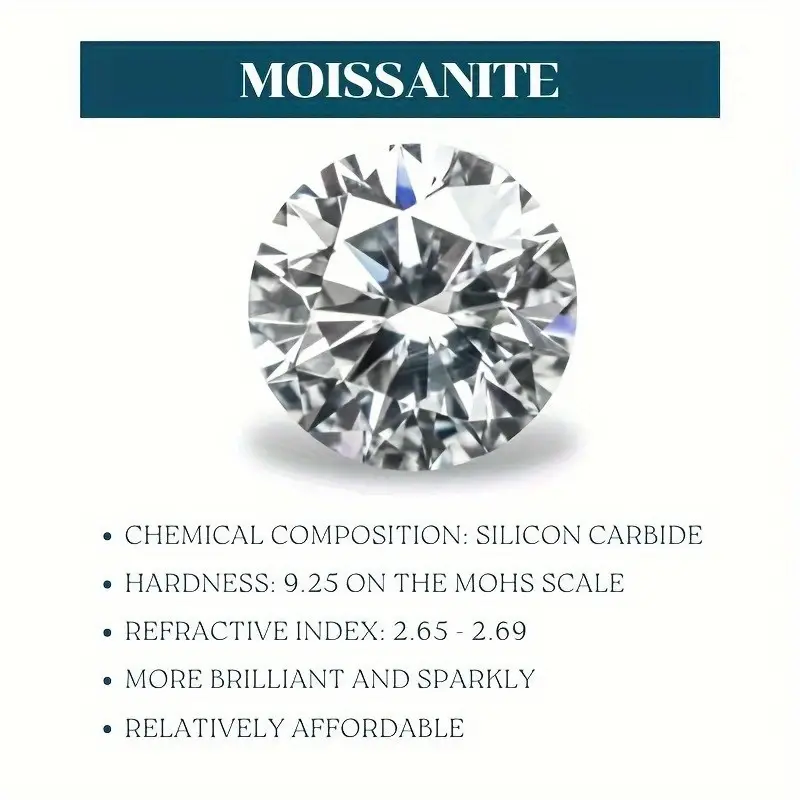 MOISSANITE
• CHEMICAL COMPOSITION: SILICON CARBIDE
• HARDNESS: 9.25 ON THE MOHS SCALE
• REFRACTIVE INDEX: 2.65 - 2.69
• MORE BRILLIANT AND SPARKLY
• RELATIVELY AFFORDABLE